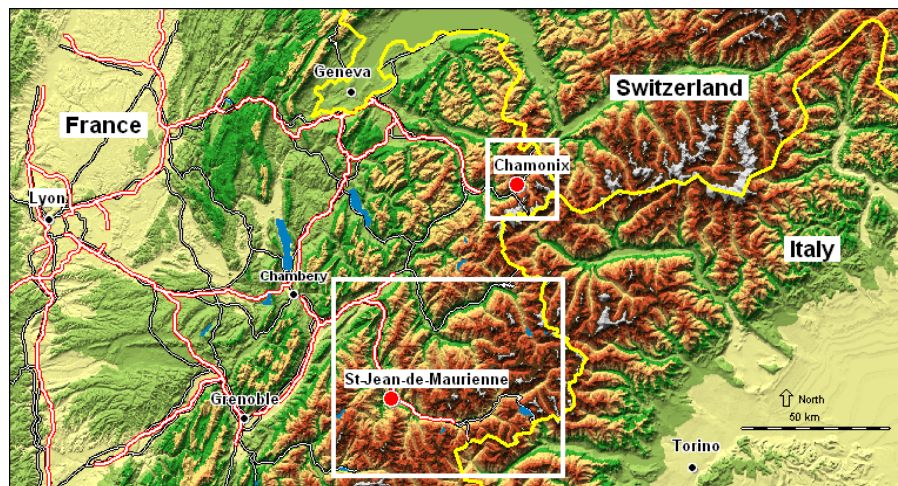 Geneva
Switzerland
France
Chamonix
Lyon
Italy
Chambery
St-Jean-de-Maurienne
North
50 km
Grenoble
Torino